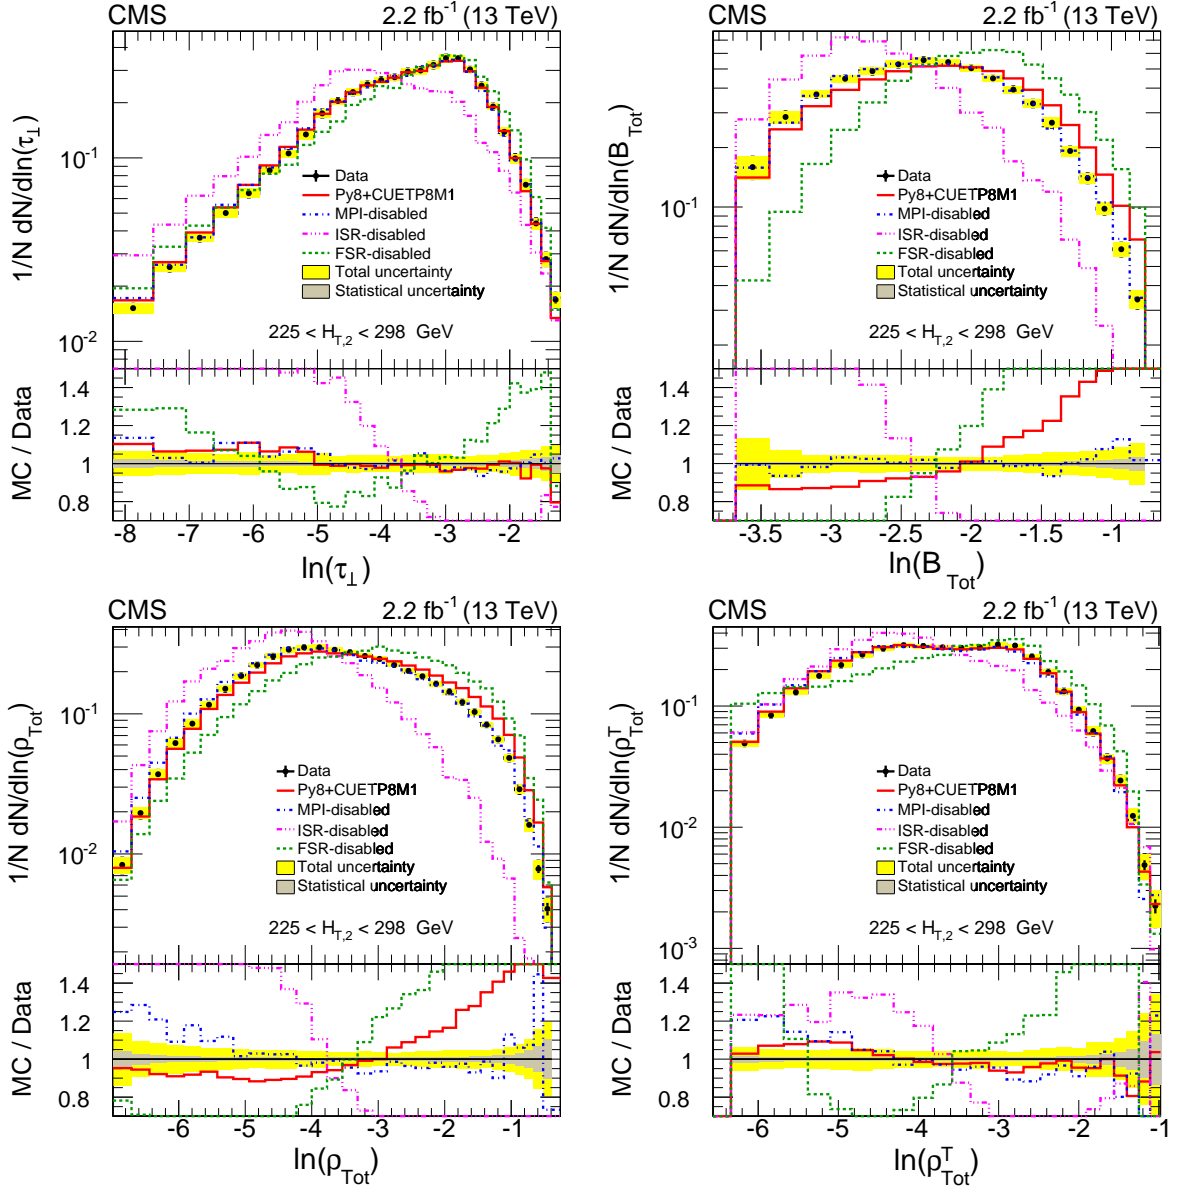 CMS 2.2 fb⁻¹ (13 TeV)
1/N dN/dln(τ⊥)
10⁻¹
10⁻²
Data
Py8+CUETP8M1
MPI-disabled
ISR-disabled
FSR-disabled
Total uncertainty
Statistical uncertainty
225 < H_T,2 < 298 GeV
MC / Data
1.4
1.2
1
0.8
-8 -7 -6 -5 -4 -3 -2
ln(τ⊥)
CMS 2.2 fb⁻¹ (13 TeV)
1/N dN/dln(B_Tot)
10⁻¹
Data
Py8+CUETP8M1
MPI-disabled
ISR-disabled
FSR-disabled
Total uncertainty
Statistical uncertainty
225 < H_T,2 < 298 GeV
MC / Data
1.4
1.2
1
0.8
-3.5 -3 -2.5 -2 -1.5 -1
ln(B_Tot)
CMS 2.2 fb⁻¹ (13 TeV)
1/N dN/dln(ρ_Tot)
10⁻¹
10⁻²
Data
Py8+CUETP8M1
MPI-disabled
ISR-disabled
FSR-disabled
Total uncertainty
Statistical uncertainty
225 < H_T,2 < 298 GeV
MC / Data
1.4
1.2
1
0.8
-6 -5 -4 -3 -2 -1
ln(ρ_Tot)
CMS 2.2 fb⁻¹ (13 TeV)
1/N dN/dln(ρ^T_Tot)
10⁻¹
10⁻²
10⁻³
Data
Py8+CUETP8M1
MPI-disabled
ISR-disabled
FSR-disabled
Total uncertainty
Statistical uncertainty
225 < H_T,2 < 298 GeV
MC / Data
1.4
1.2
1
0.8
-6 -5 -4 -3 -2 -1
ln(ρ^T_Tot)